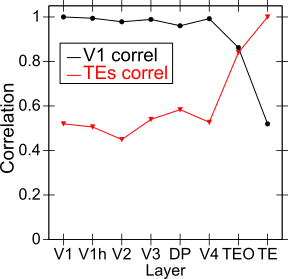 1
0.8
0.6
0.4
0.2
0
Correlation
V1 correl
TEs correl
V1 V1h V2 V3 DP V4 TEO TE
Layer